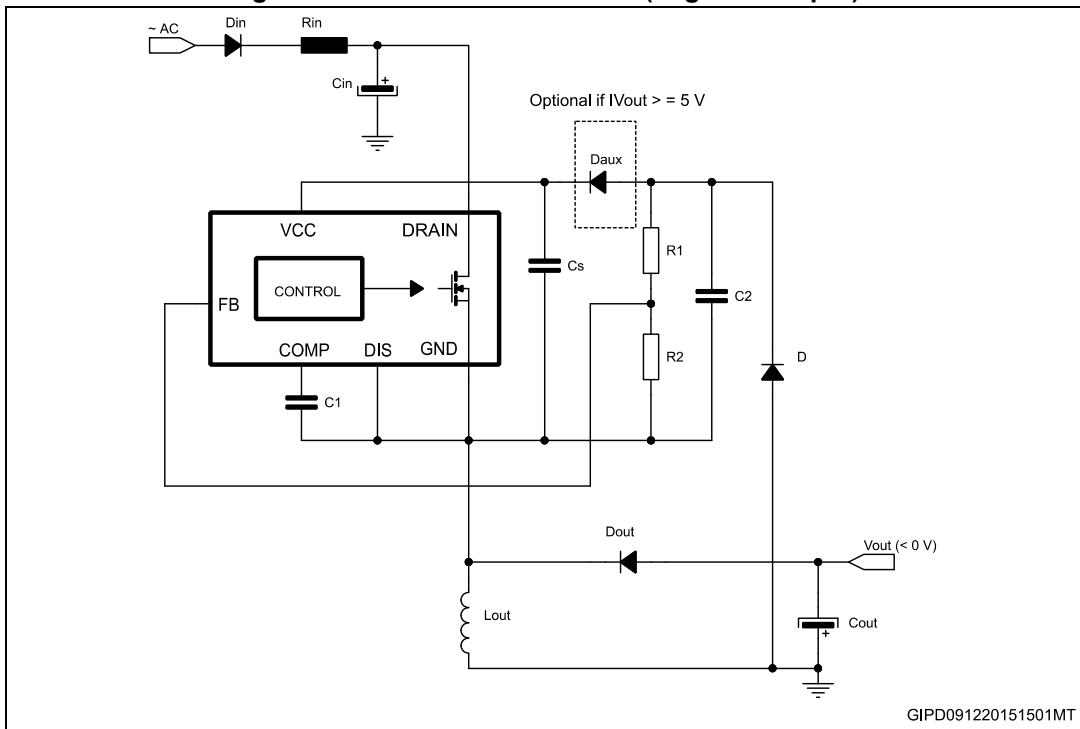 ~ AC
Din
Rin
Cin
+
Optional if IVout > = 5 V
Daux
VCC
DRAIN
R1
Cs
C2
CONTROL
FB
R2
D
COMP
DIS
GND
C1
Dout
Vout (< 0 V)
Lout
Cout
+
GIPD091220151501MT